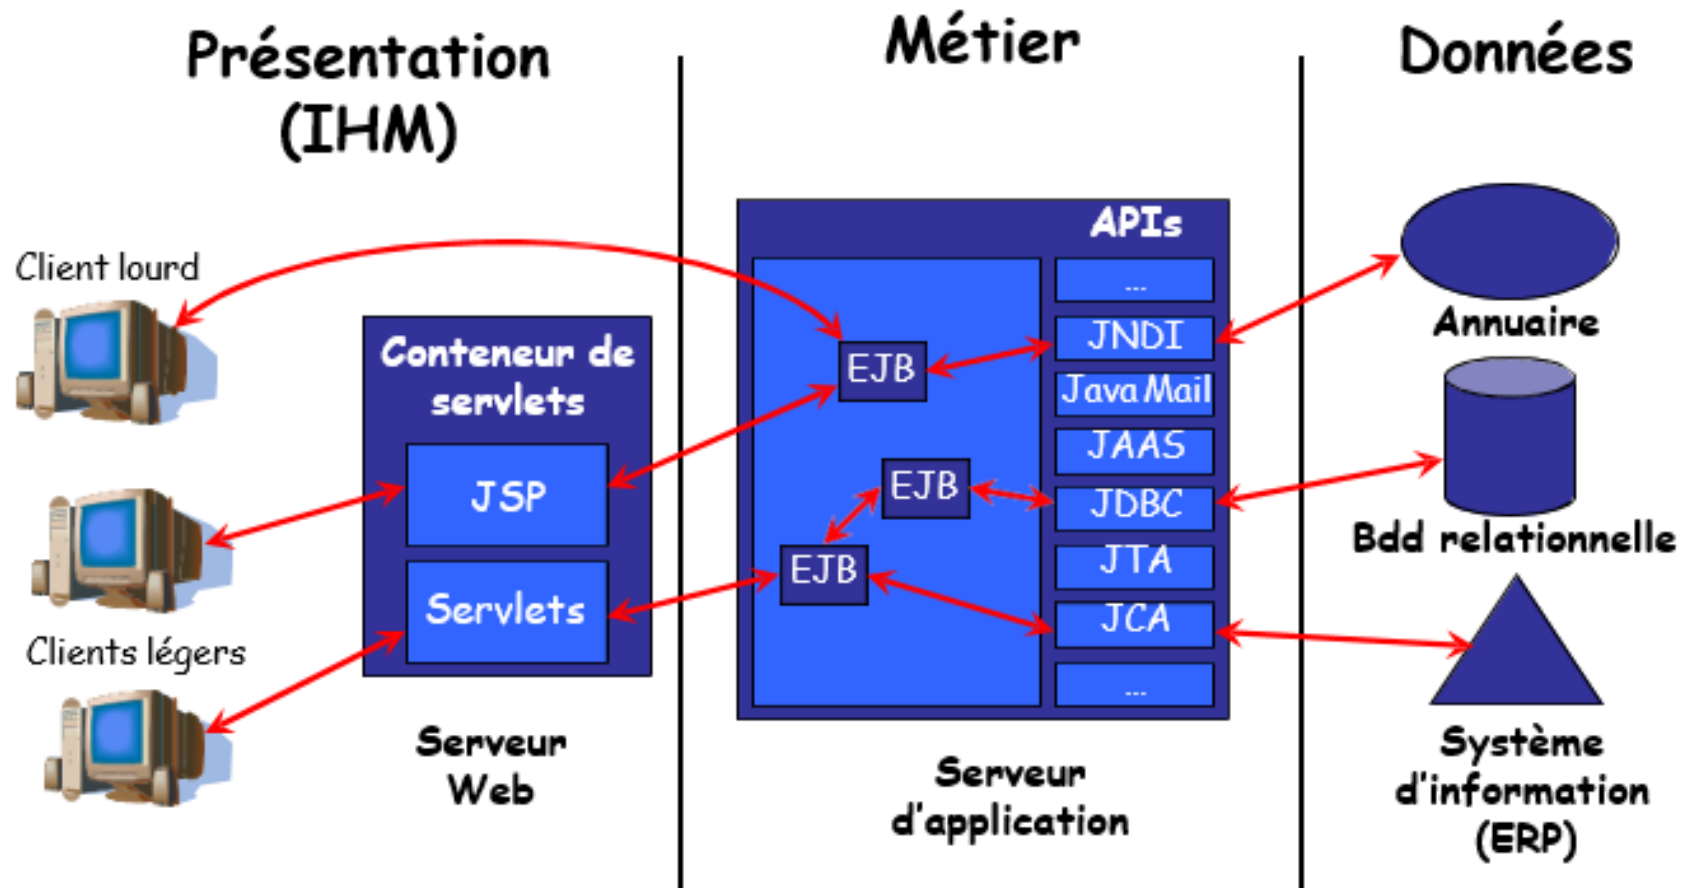 Présentation
(IHM)
Métier
Données
Client lourd
Clients légers
Conteneur de
servlets
JSP
Servlets
Serveur
Web
APIs
...
JNDI
Java Mail
JAAS
JDBC
JTA
JCA
...
EJB
EJB
EJB
Serveur
d'application
Annuaire
Bdd relationnelle
Système
d'information
(ERP)